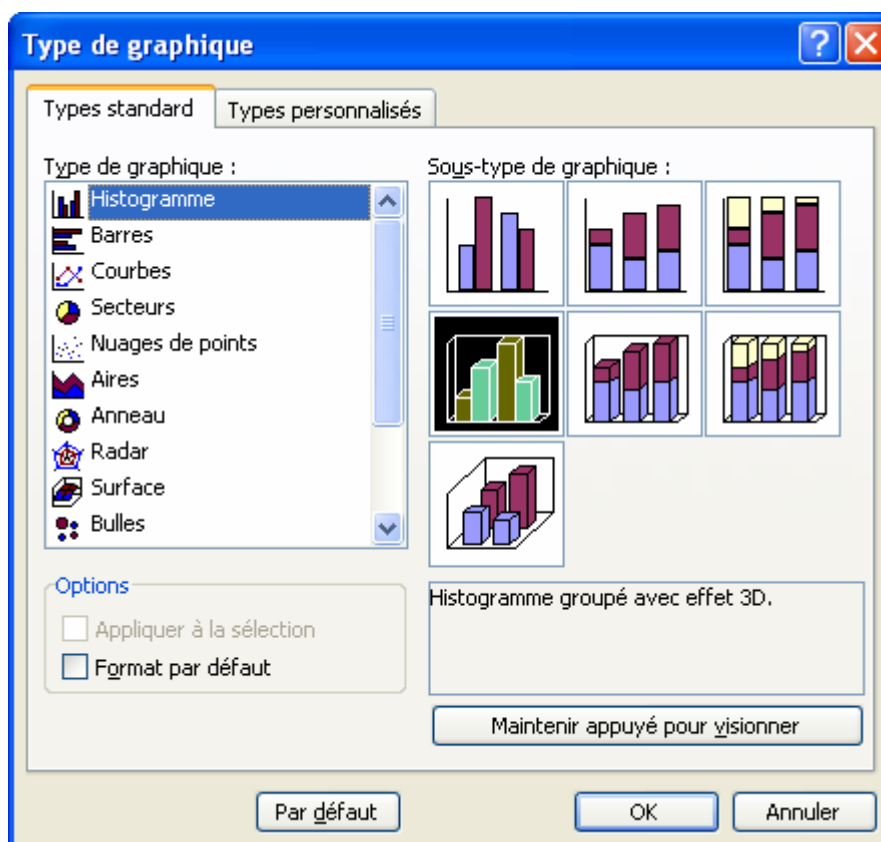 Type de graphique
Types standard
Types personnalisés
Type de graphique :
Histogramme
Barres
Courbes
Secteurs
Nuages de points
Aires
Anneau
Radar
Surface
Bulles
Sous-type de graphique :
Options
Appliquer à la sélection
Format par défaut
Histogramme groupé avec effet 3D.
Maintenir appuyé pour visionner
Par défaut
OK
Annuler